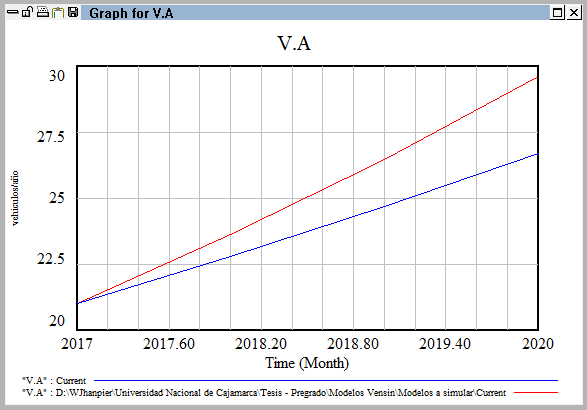 Graph for V.A
V.A
30
27.5
25
22.5
20
vehiculos/año
2017 2017.60 2018.20 2018.80 2019.40 2020
Time (Month)
"V.A" : Current
"V.A" : D:\WJhanpier\Universidad Nacional de Cajamarca\Tesis - Pregrado\Modelos Vensin\Modelos a simular\Current